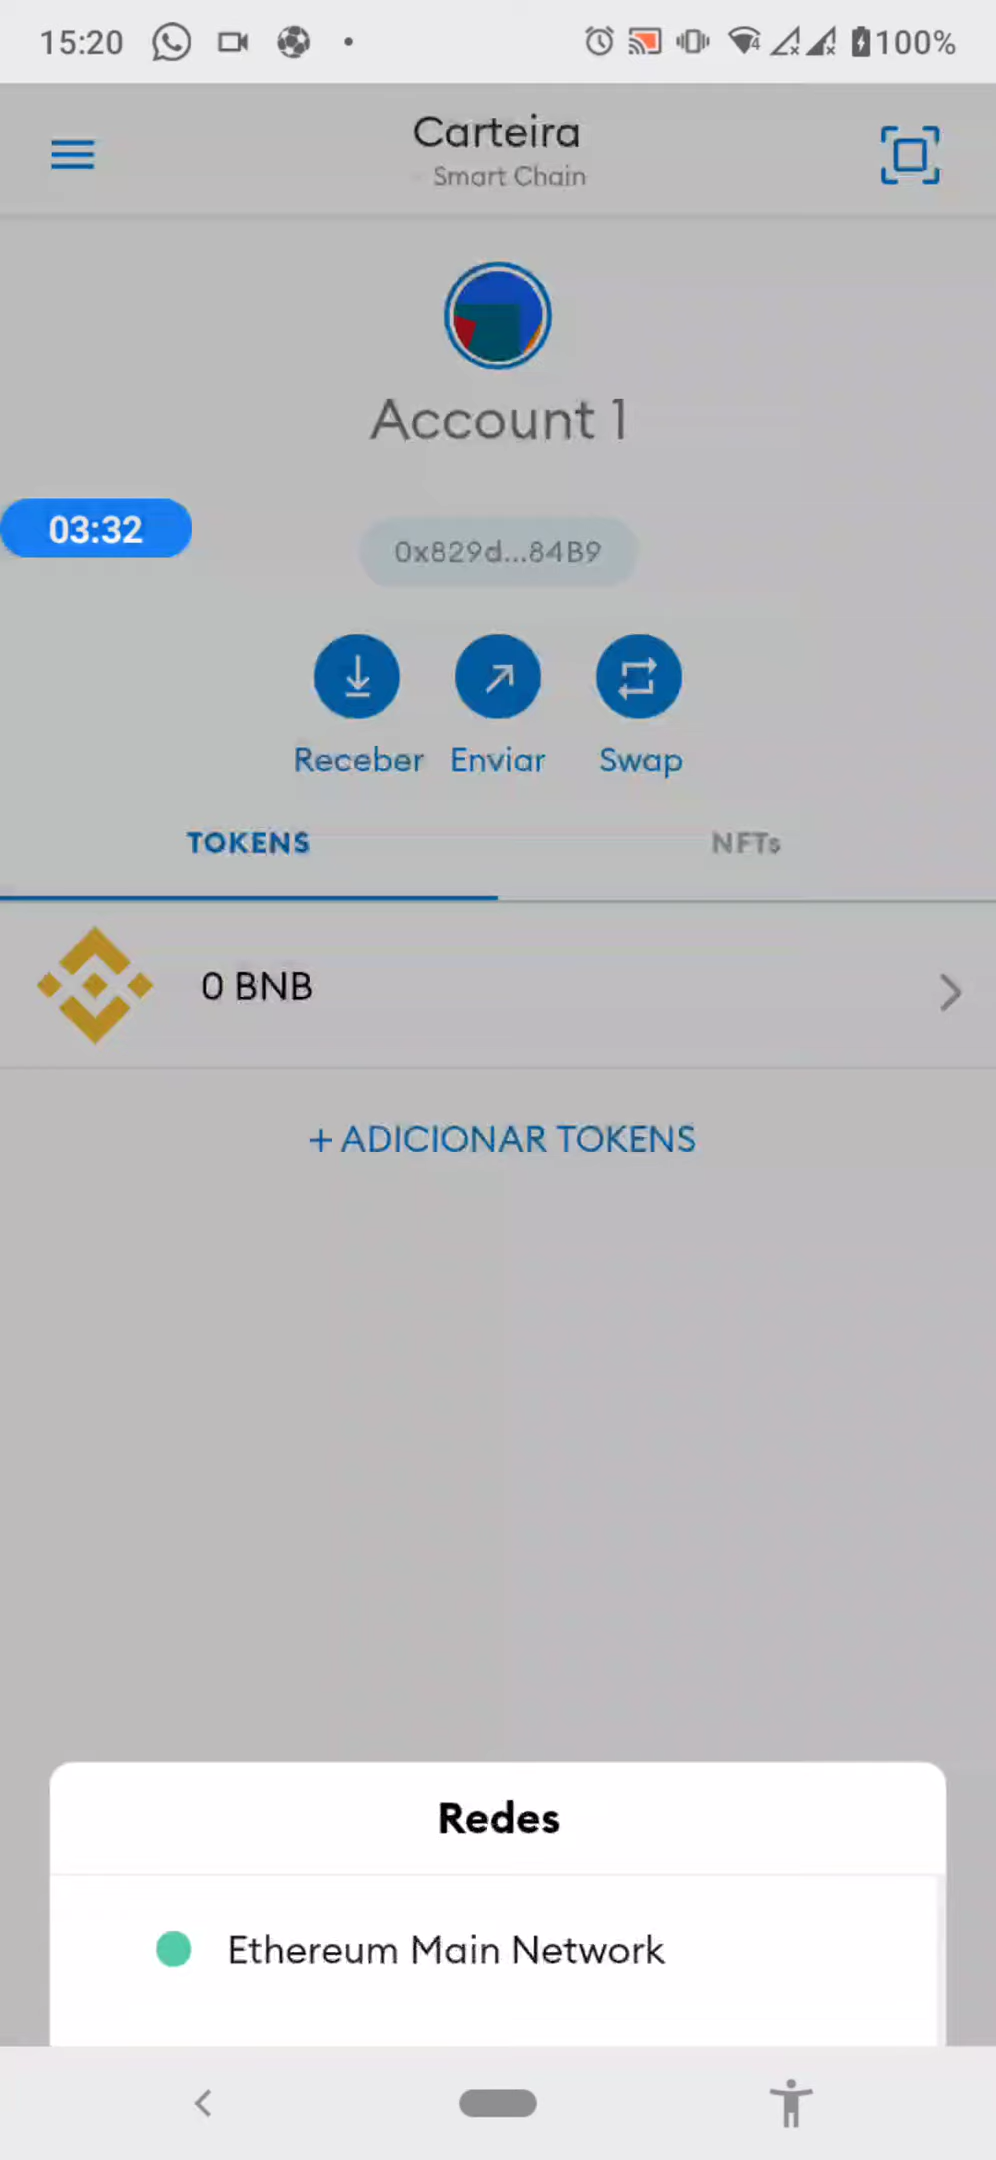 15:20
4
100%
Carteira
Smart Chain
Account 1
03:32
0x829d...84B9
Receber Enviar Swap
TOKENS NFTs
0 BNB
+ ADICIONAR TOKENS
Redes
Ethereum Main Network